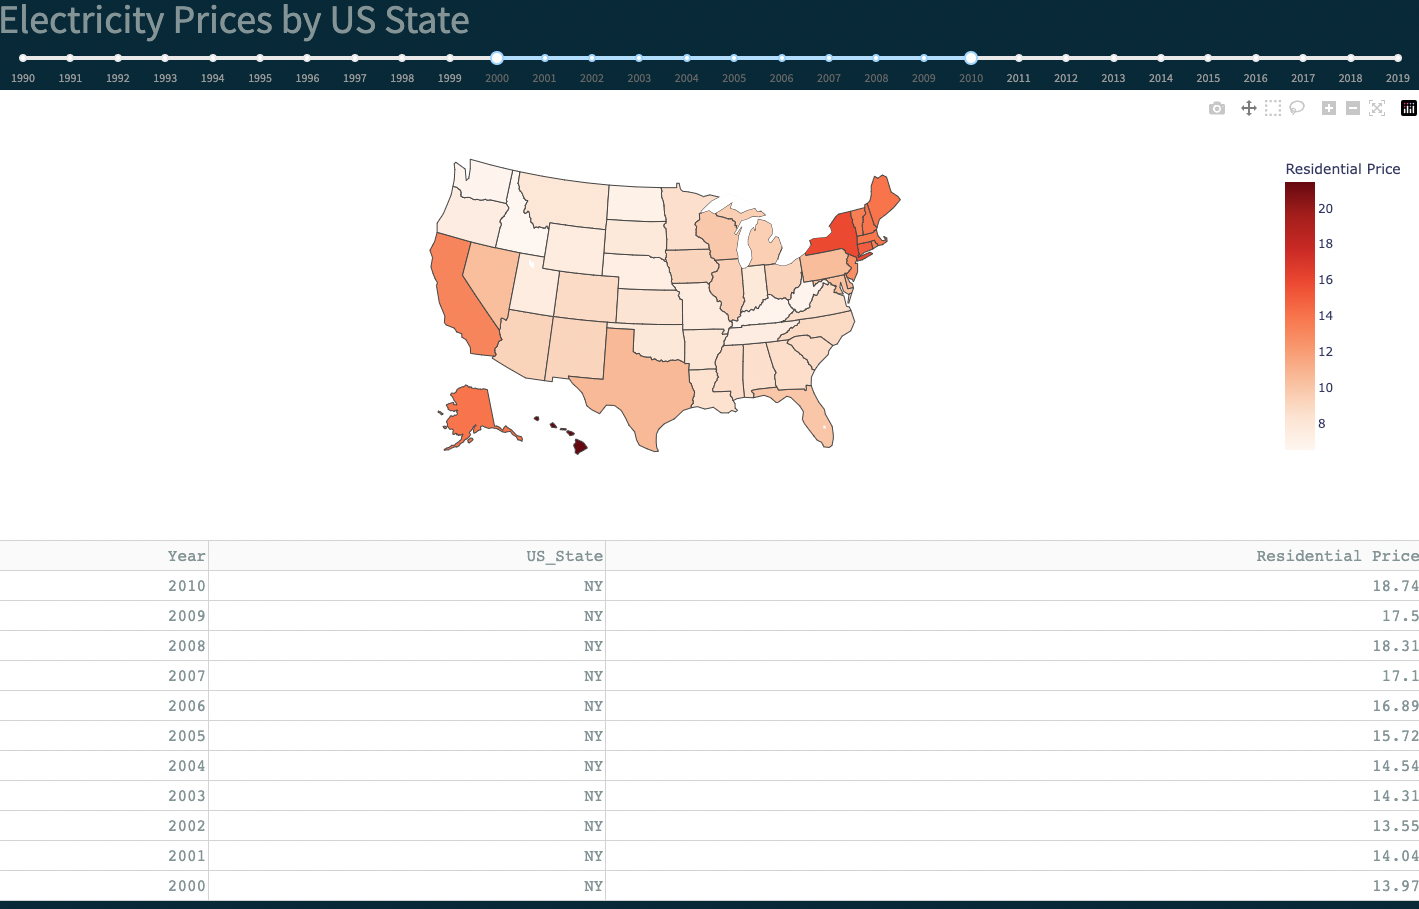 Electricity Prices by US State
1990 1991 1992 1993 1994 1995 1996 1997 1998 1999 2000 2001 2002 2003 2004 2005 2006 2007 2008 2009 2010 2011 2012 2013 2014 2015 2016 2017 2018 2019
Residential Price
20
18
16
14
12
10
8
Year US_State Residential Price
2010 NY 18.74
2009 NY 17.5
2008 NY 18.31
2007 NY 17.1
2006 NY 16.89
2005 NY 15.72
2004 NY 14.54
2003 NY 14.31
2002 NY 13.55
2001 NY 14.04
2000 NY 13.97